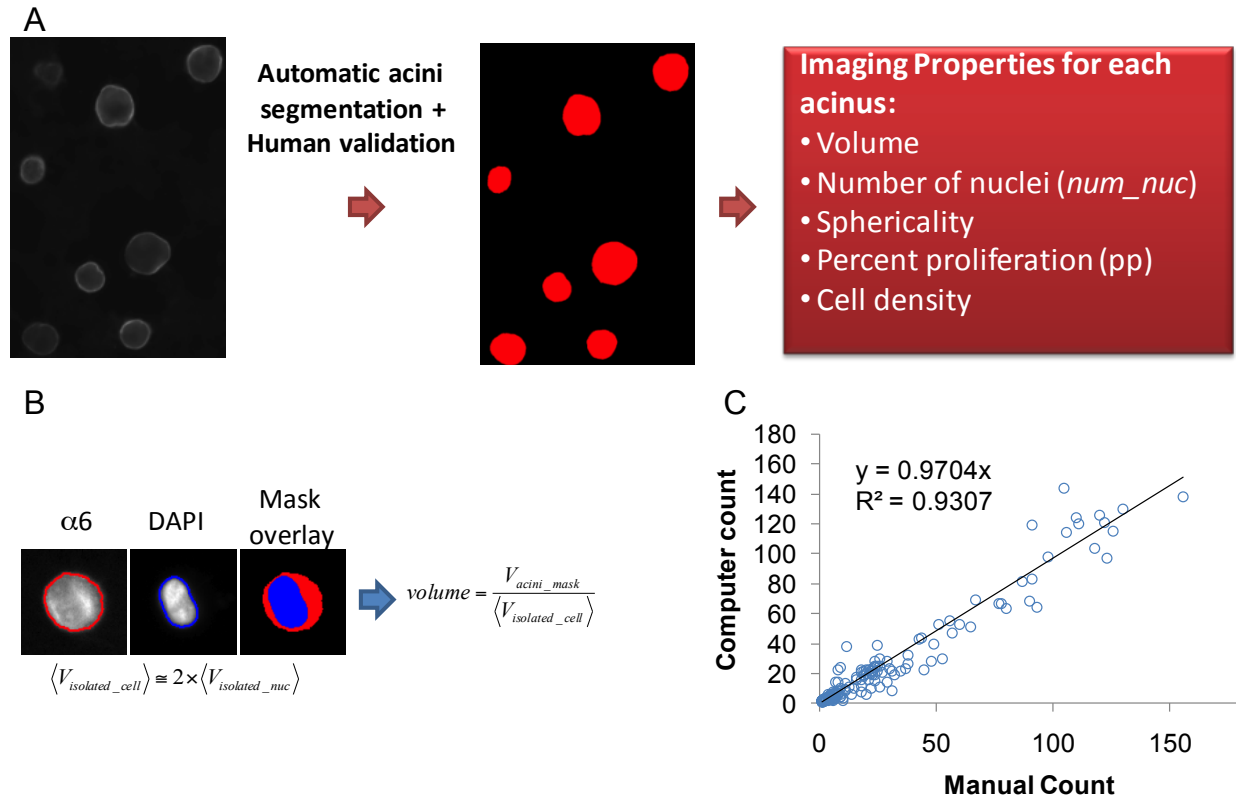 A
Automatic acini
segmentation +
Human validation
Imaging Properties for each
acinus:
• Volume
• Number of nuclei (num_nuc)
• Sphericality
• Percent proliferation (pp)
• Cell density
B
α6
DAPI
Mask
overlay
⟨V_isolated_cell⟩ ≅ 2×⟨V_isolated_nuc⟩
volume = V_acini_mask / ⟨V_isolated_cell⟩
C
180
160
140
120
100
80
60
40
20
0
Computer count
y = 0.9704x
R² = 0.9307
0 50 100 150
Manual Count